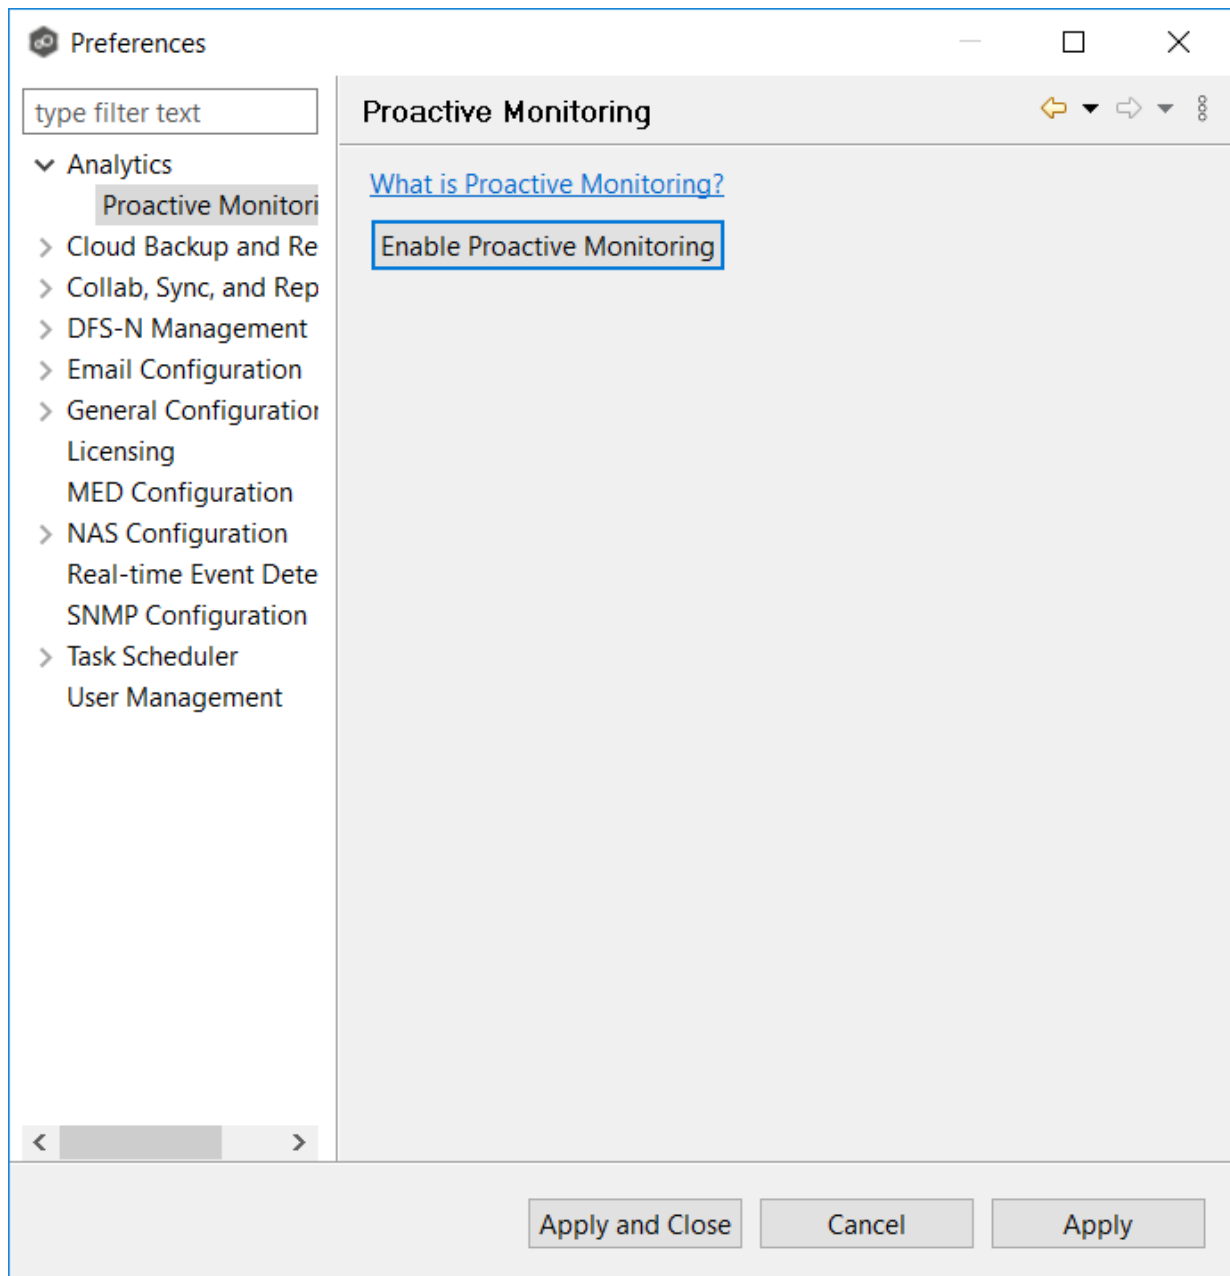 Preferences
type filter text
Analytics
Proactive Monitori
Cloud Backup and Re
Collab, Sync, and Rep
DFS-N Management
Email Configuration
General Configuration
Licensing
MED Configuration
NAS Configuration
Real-time Event Dete
SNMP Configuration
Task Scheduler
User Management
Proactive Monitoring
What is Proactive Monitoring?
Enable Proactive Monitoring
Apply and Close
Cancel
Apply